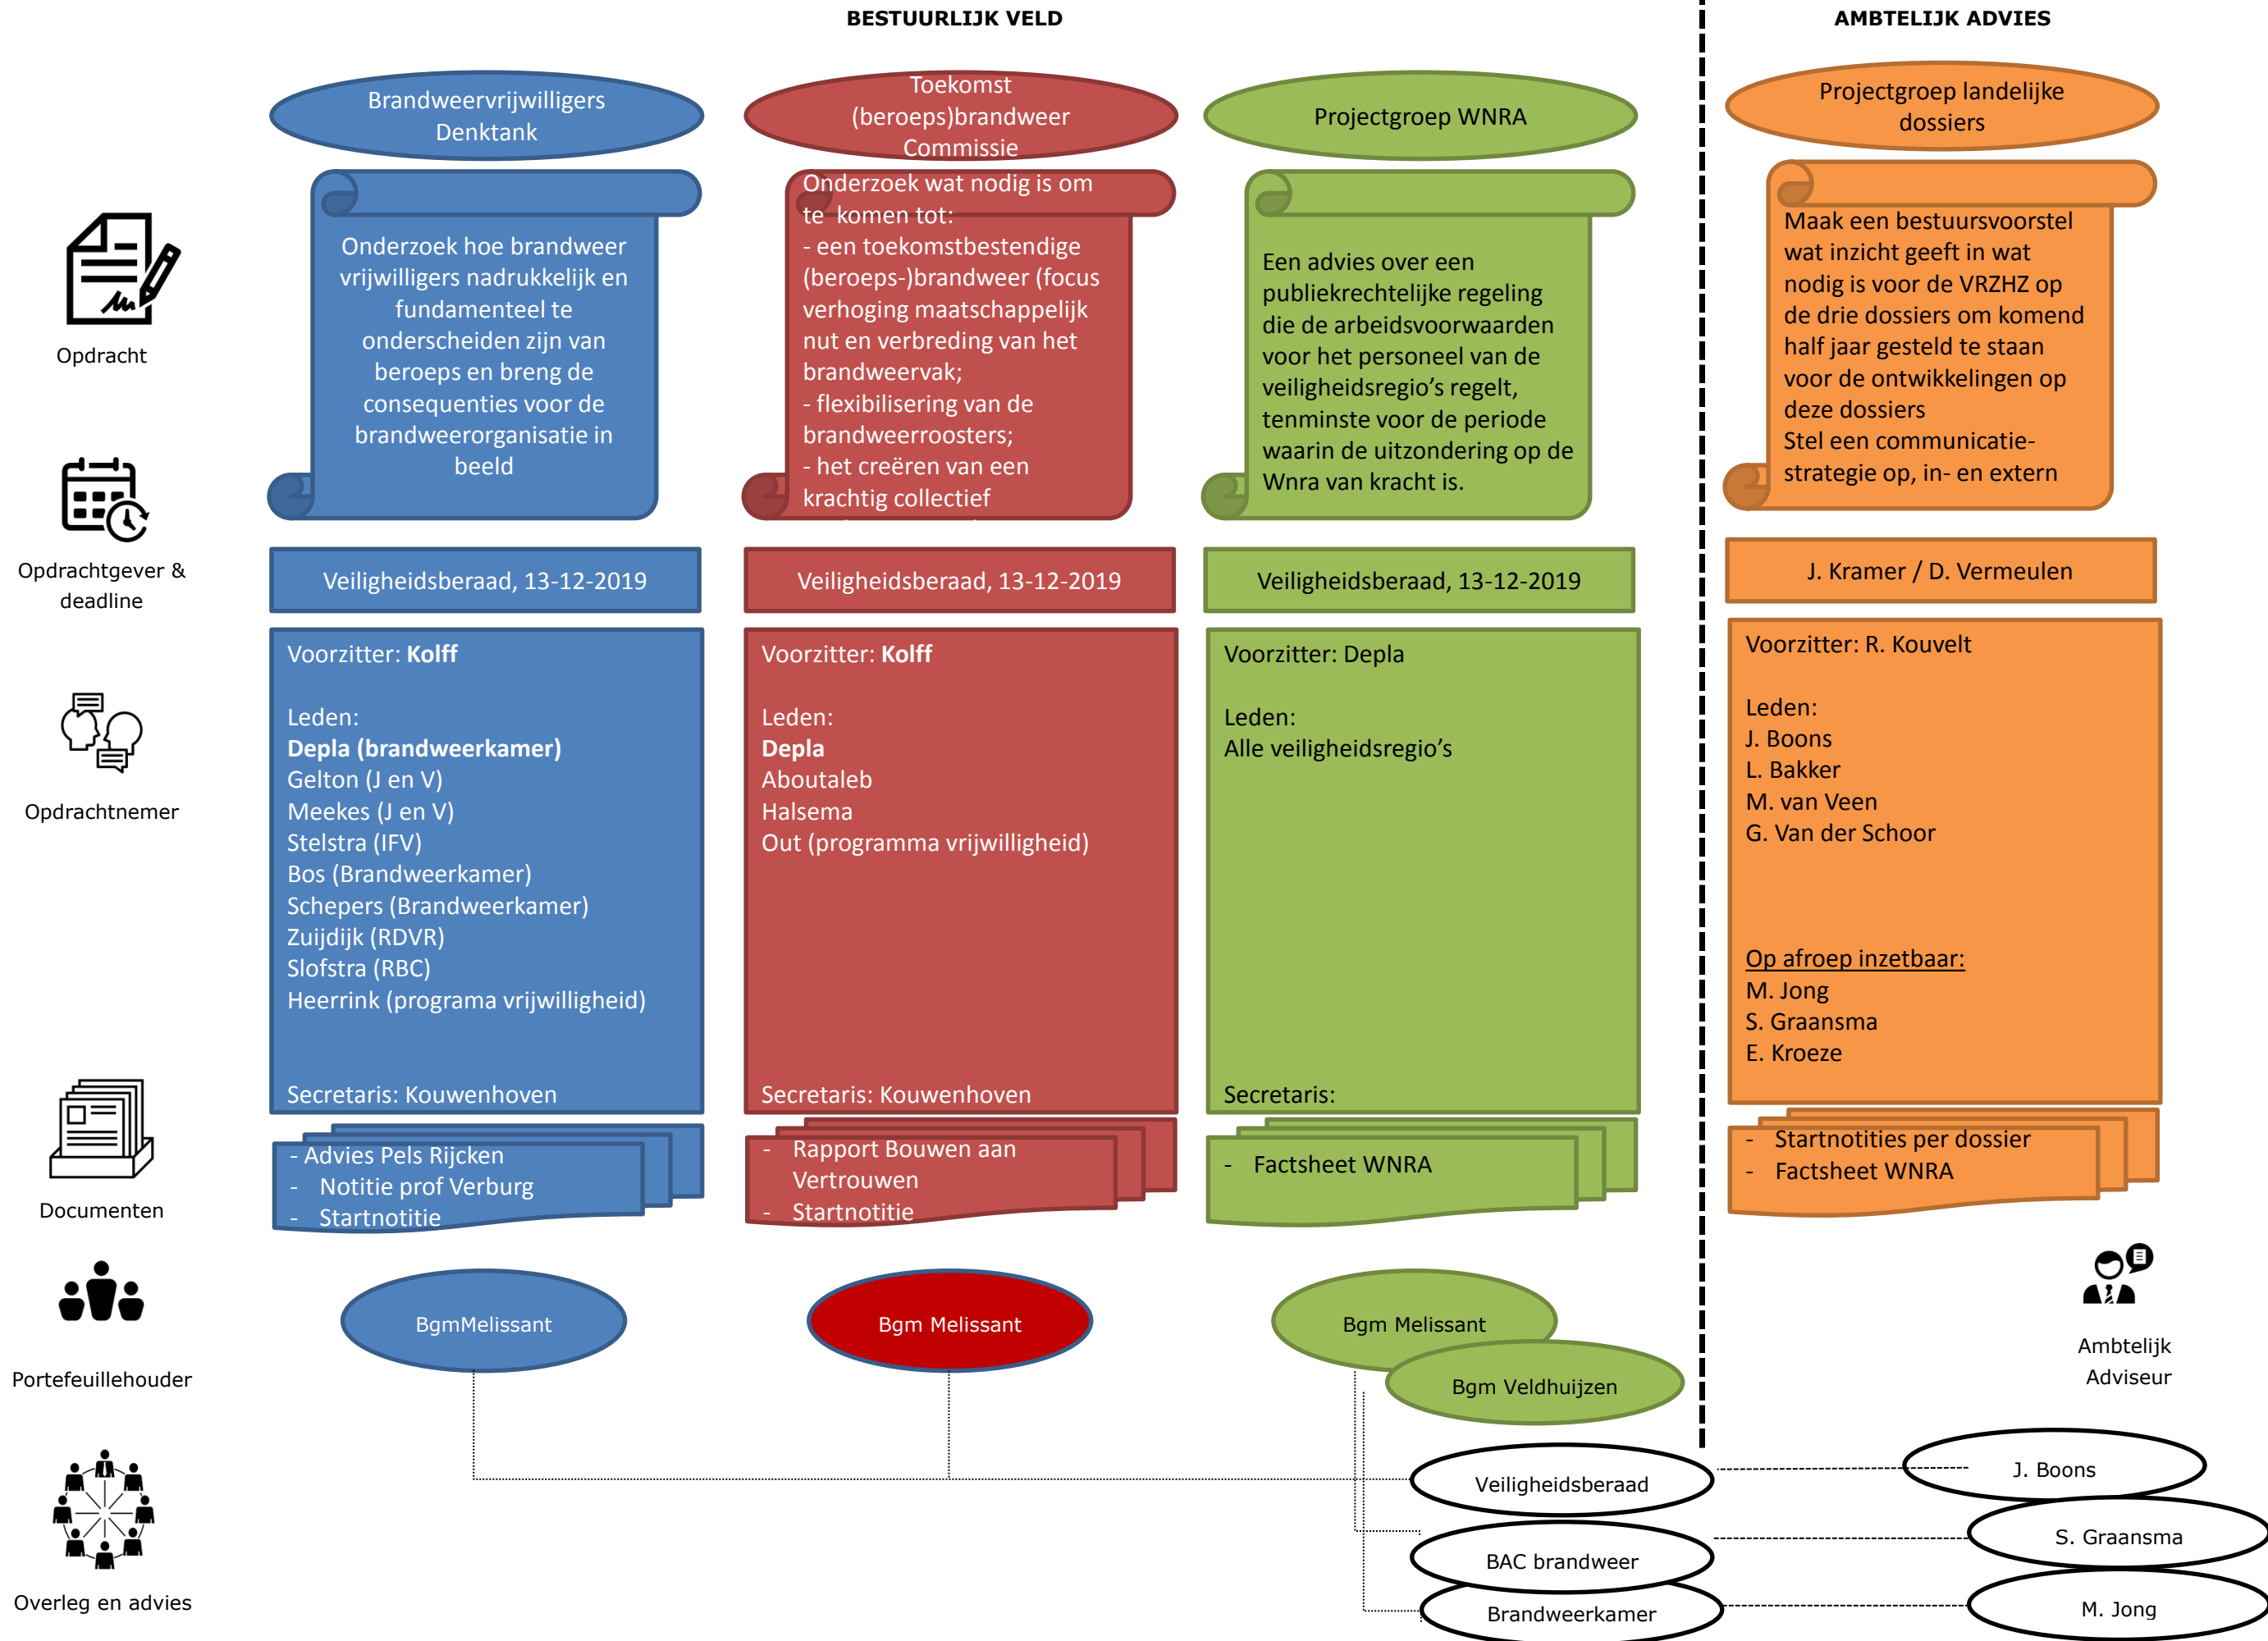 BESTUURLIJK VELD
AMBTELIJK ADVIES
Brandweervrijwilligers
Denktank
Toekomst
(beroeps)brandweer
Commissie
Projectgroep WNRA
Projectgroep landelijke
dossiers
Opdracht
Onderzoek hoe brandweer
vrijwilligers nadrukkelijk en
fundamenteel te
onderscheiden zijn van
beroeps en breng de
consequenties voor de
brandweerorganisatie in
beeld
Onderzoek wat nodig is om
te komen tot:
- een toekomstbestendige
(beroeps-)brandweer (focus
verhoging maatschappelijk
nut en verbreding van het
brandweervak;
- flexibilisering van de
brandweerroosters;
- het creëren van een
krachtig collectief
Een advies over een
publiekrechtelijke regeling
die de arbeidsvoorwaarden
voor het personeel van de
veiligheidsregio's regelt,
tenminste voor de periode
waarin de uitzondering op de
Wnra van kracht is.
Maak een bestuursvoorstel
wat inzicht geeft in wat
nodig is voor de VRZHZ op
de drie dossiers om komend
half jaar gesteld te staan
voor de ontwikkelingen op
deze dossiers
Stel een communicatie-
strategie op, in- en extern
Opdrachtgever &
deadline
Veiligheidsberaad, 13-12-2019
Veiligheidsberaad, 13-12-2019
Veiligheidsberaad, 13-12-2019
J. Kramer / D. Vermeulen
Opdrachtnemer
Voorzitter: Kolff
Leden:
Depla (brandweerkamer)
Gelton (J en V)
Meekes (J en V)
Stelstra (IFV)
Bos (Brandweerkamer)
Schepers (Brandweerkamer)
Zuijdijk (RDVR)
Slofstra (RBC)
Heerrink (programa vrijwilligheid)
Secretaris: Kouwenhoven
Voorzitter: Kolff
Leden:
Depla
Aboutaleb
Halsema
Out (programma vrijwilligheid)
Secretaris: Kouwenhoven
Voorzitter: Depla
Leden:
Alle veiligheidsregio's
Secretaris:
Voorzitter: R. Kouvelt
Leden:
J. Boons
L. Bakker
M. van Veen
G. Van der Schoor
Op afroep inzetbaar:
M. Jong
S. Graansma
E. Kroeze
Documenten
- Advies Pels Rijcken
- Notitie prof Verburg
- Startnotitie
- Rapport Bouwen aan
Vertrouwen
- Startnotitie
- Factsheet WNRA
- Startnotities per dossier
- Factsheet WNRA
Portefeuillehouder
BgmMelissant
Bgm Melissant
Bgm Melissant
Bgm Veldhuijzen
Ambtelijk
Adviseur
Overleg en advies
Veiligheidsberaad
J. Boons
BAC brandweer
S. Graansma
Brandweerkamer
M. Jong